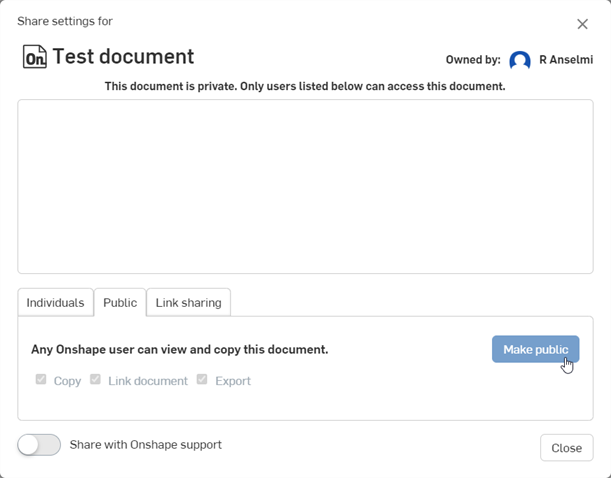 Share settings for
On Test document
Owned by: R Anselmi
This document is private. Only users listed below can access this document.
Individuals Public Link sharing
Any Onshape user can view and copy this document. Make public
Copy Link document Export
Share with Onshape support Close